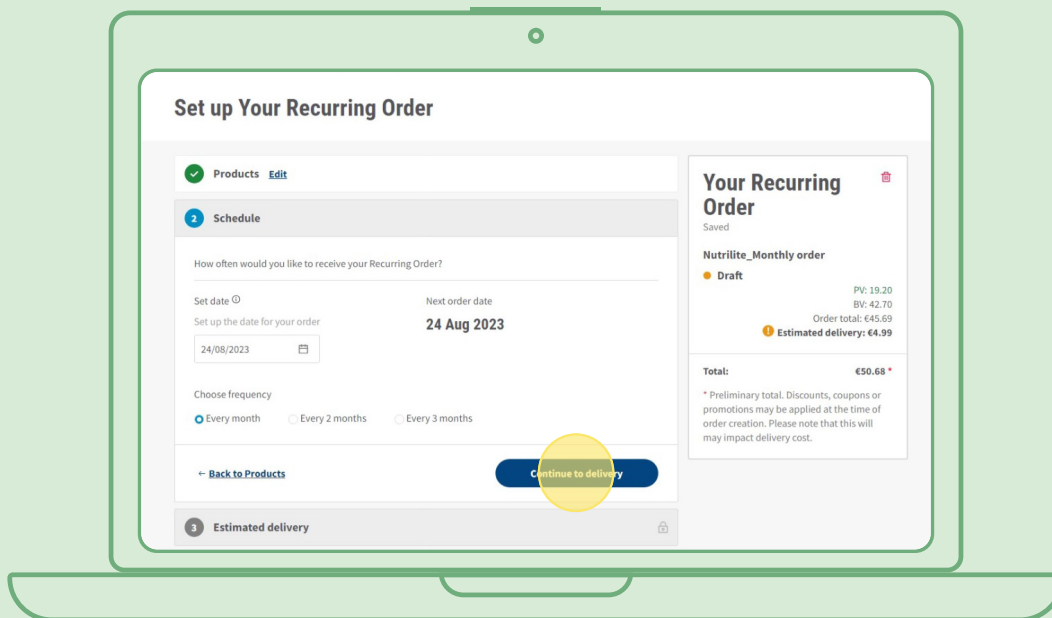 Set up Your Recurring Order
Products Edit
2 Schedule
How often would you like to receive your Recurring Order?
Set date
Set up the date for your order
24/08/2023
Next order date
24 Aug 2023
Choose frequency
Every month Every 2 months Every 3 months
← Back to Products
Continue to delivery
3 Estimated delivery
Your Recurring
Order
Saved
Nutrilite_Monthly order
Draft
PV: 19.20
BV: 42.70
Order total: €45.69
Estimated delivery: €4.99
Total: €50.68 *
* Preliminary total. Discounts, coupons or
promotions may be applied at the time of
order creation. Please note that this will
may impact delivery cost.